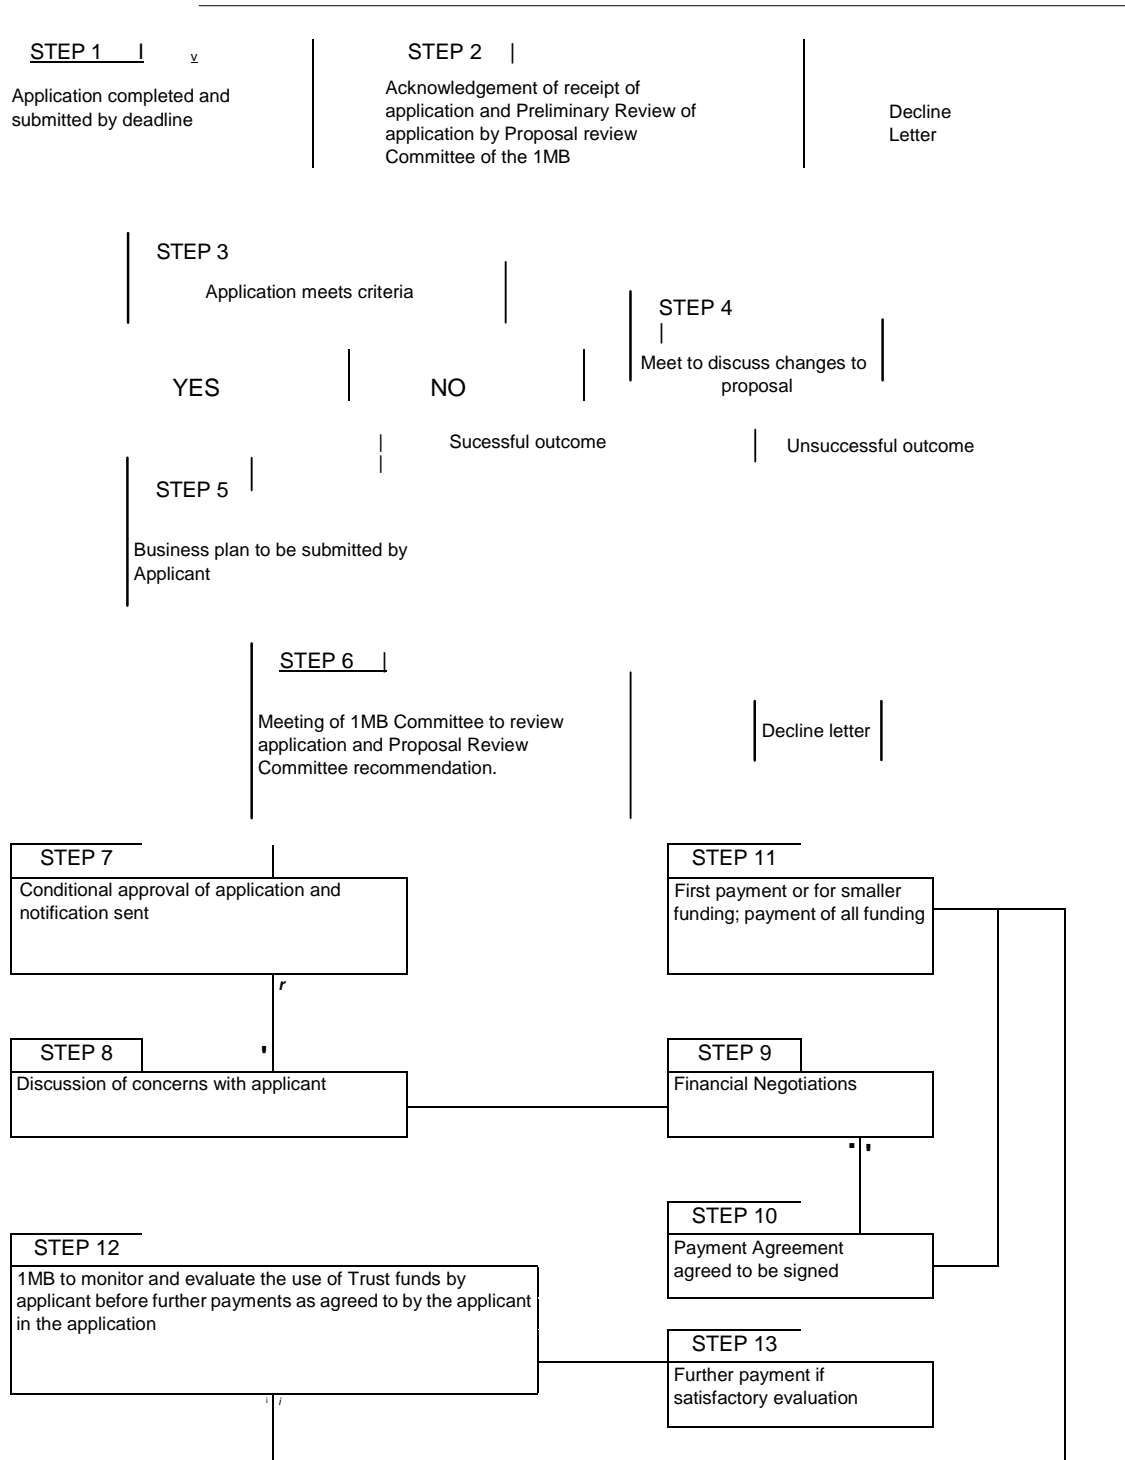 STEP 1 I v
Application completed and
submitted by deadline
STEP 2 |
Acknowledgement of receipt of
application and Preliminary Review of
application by Proposal review
Committee of the 1MB
Decline
Letter
STEP 3
Application meets criteria
STEP 4
|
Meet to discuss changes to
proposal
YES
NO
|
|
Sucessful outcome
Unsuccessful outcome
STEP 5
Business plan to be submitted by
Applicant
STEP 6 |
Meeting of 1MB Committee to review
application and Proposal Review
Committee recommendation.
Decline letter
STEP 7
Conditional approval of application and
notification sent
r
STEP 11
First payment or for smaller
funding; payment of all funding
STEP 8 '
Discussion of concerns with applicant
STEP 9
Financial Negotiations
STEP 10
Payment Agreement
agreed to be signed
STEP 12
1MB to monitor and evaluate the use of Trust funds by
applicant before further payments as agreed to by the applicant
in the application
i i
STEP 13
Further payment if
satisfactory evaluation